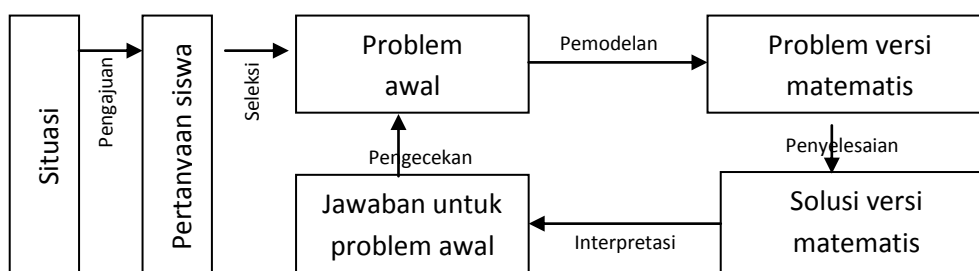 Situasi
Pengajuan
Pertanvaan siswa
Seleksi
Problem
awal
Pemodelan
Problem versi
matematis
Penyelesaian
Solusi versi
matematis
Interpretasi
Jawaban untuk
problem awal
Pengecekan